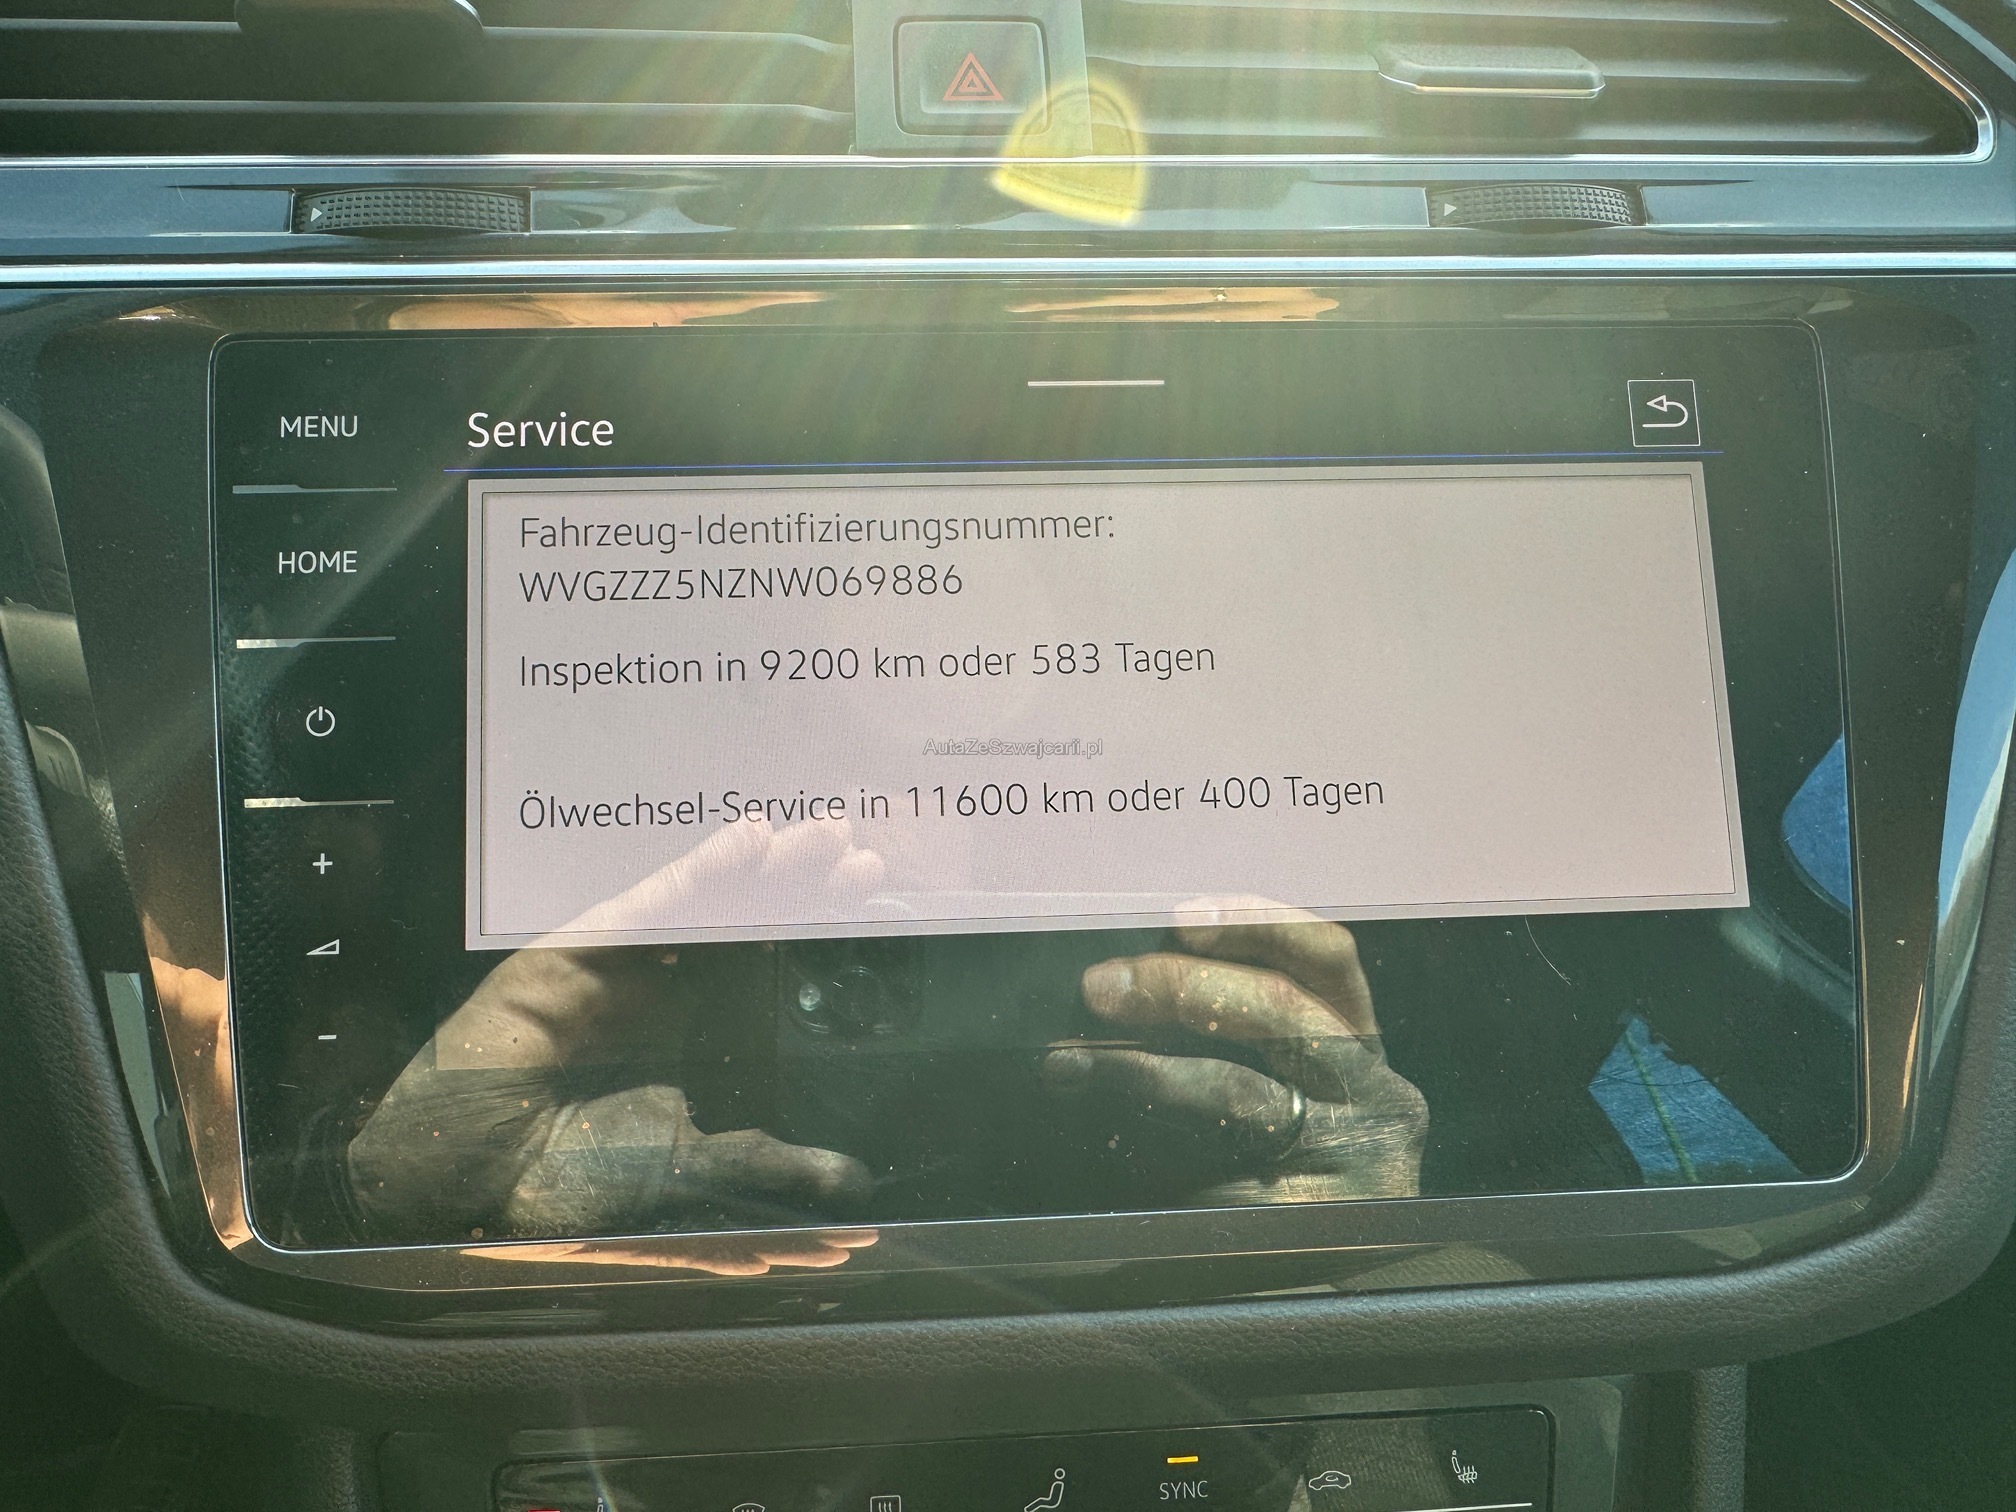 MENU
Service
Fahrzeug-Identifizierungsnummer:
WVGZZZ5NZNW069886
HOME
Inspektion in 9200 km oder 583 Tagen
AutaZeSzwajcarii.pl
Ölwechsel-Service in 11600 km oder 400 Tagen
+
−
SYNC